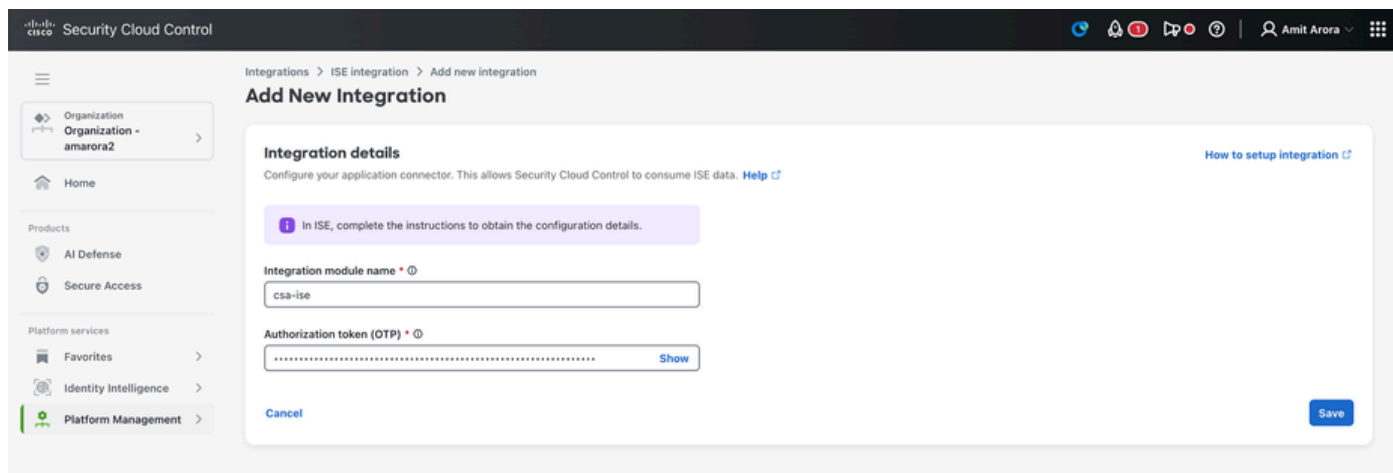 cisco Security Cloud Control
1
Amit Arora
Integrations > ISE integration > Add new integration
Add New Integration
Organization
Organization -
amarora2
Home
Products
AI Defense
Secure Access
Platform services
Favorites
Identity Intelligence
Platform Management
Integration details
How to setup integration
Configure your application connector. This allows Security Cloud Control to consume ISE data. Help
In ISE, complete the instructions to obtain the configuration details.
Integration module name *
csa-ise
Authorization token (OTP) *
Show
Cancel
Save